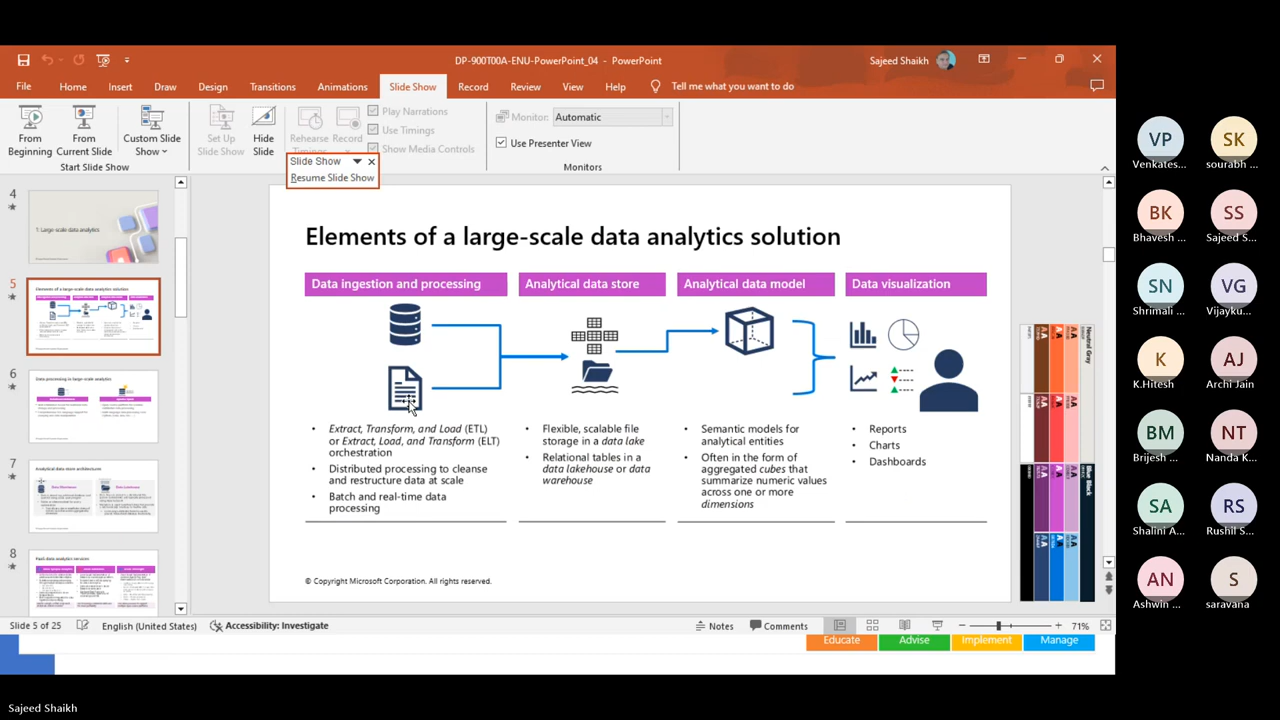 DP-900T00A-ENU-PowerPoint_04 - PowerPoint
Sajeed Shaikh
File Home Insert Draw Design Transitions Animations Slide Show Record Review View Help Tell me what you want to do
From Beginning
From Current Slide
Custom Slide Show
Set Up Slide Show
Hide Slide
Rehearse
Record
Play Narrations
Use Timings
Show Media Controls
Monitor: Automatic
Use Presenter View
Start Slide Show
Monitors
Slide Show
Resume Slide Show
4
1. Large-scale data analytics
5
Elements of a large-scale data analytics solution
6
Data processing in large-scale analytics
7
Analytical data store architectures
8
PaaS data analytics services
Elements of a large-scale data analytics solution
Data ingestion and processing
Analytical data store
Analytical data model
Data visualization
• Extract, Transform, and Load (ETL)
or Extract, Load, and Transform (ELT)
orchestration
• Distributed processing to cleanse
and restructure data at scale
• Batch and real-time data
processing
• Flexible, scalable file
storage in a data lake
• Relational tables in a
data lakehouse or data
warehouse
• Semantic models for
analytical entities
• Often in the form of
aggregated cubes that
summarize numeric values
across one or more
dimensions
• Reports
• Charts
• Dashboards
© Copyright Microsoft Corporation. All rights reserved.
Neutral Gray
Blue Black
Slide 5 of 25
English (United States)
Accessibility: Investigate
Notes
Comments
71%
Educate
Advise
Implement
Manage
VP
Venkates...
SK
sourabh ...
BK
Bhavesh ...
SS
Sajeed S...
SN
Shrimali ...
VG
Vijayku...
K
K.Hitesh
AJ
Archi Jain
BM
Brijesh ...
NT
Nanda K...
SA
Shalini A...
RS
Rushil S...
AN
Ashwin ...
S
saravana
Sajeed Shaikh